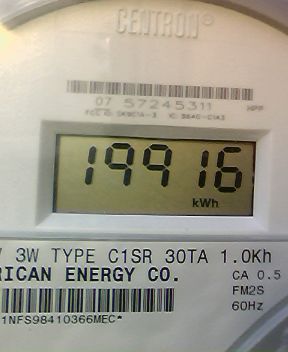 CENTRON®
07 57245311
HPP
19916
kWh
V 3W TYPE C1SR 30TA 1.0Kh
RICAN ENERGY CO.
CA 0.5
FM2S
60Hz
1NFS98410366MEC*